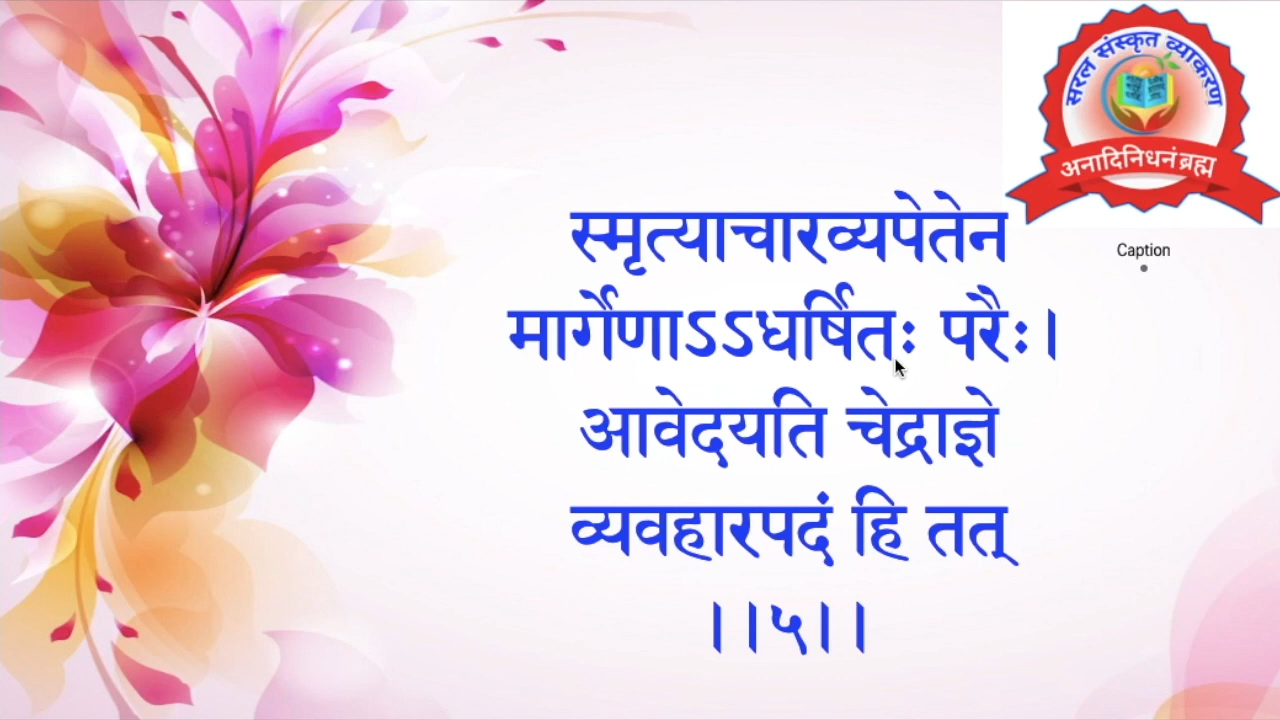 सरल संस्कृत व्याकरण
अनादिनिधनं ब्रह्म
Caption
स्मृत्याचारव्यपेतेन
मार्गेणाऽऽधर्षितः परैः।
आवेदयति चेद्राज्ञे
व्यवहारपदं हि तत्
।।५।।